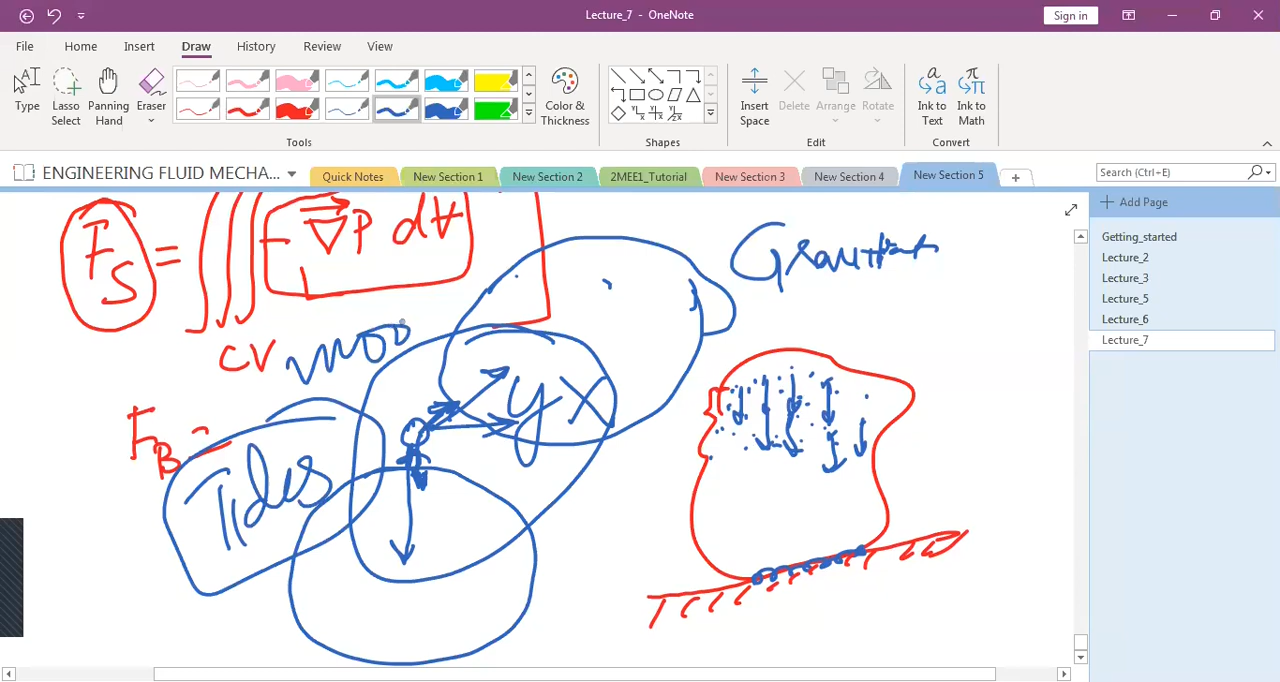 Lecture_7 - OneNote
Sign in
File Home Insert Draw History Review View
Type Lasso Select Panning Hand Eraser
Color & Thickness
Insert Space Delete Arrange Rotate
Ink to Text Ink to Math
Tools Shapes Edit Convert
ENGINEERING FLUID MECHA...
Quick Notes New Section 1 New Section 2 2MEE1_Tutorial New Section 3 New Section 4 New Section 5
Search (Ctrl+E)
Add Page
Getting_started
Lecture_2
Lecture_3
Lecture_5
Lecture_6
Lecture_7
F_S = ∭ - ∇P d∀
CV
F_B =
Tides